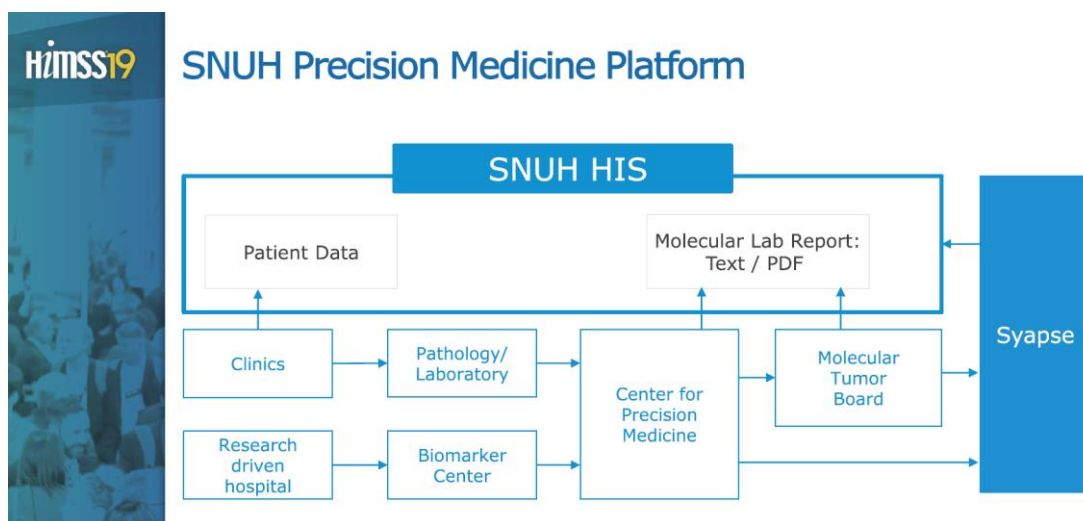 HIMSS19
SNUH Precision Medicine Platform
SNUH HIS
Patient Data
Molecular Lab Report:
Text / PDF
Syapse
Clinics
Pathology/
Laboratory
Center for
Precision
Medicine
Molecular
Tumor
Board
Research
driven
hospital
Biomarker
Center